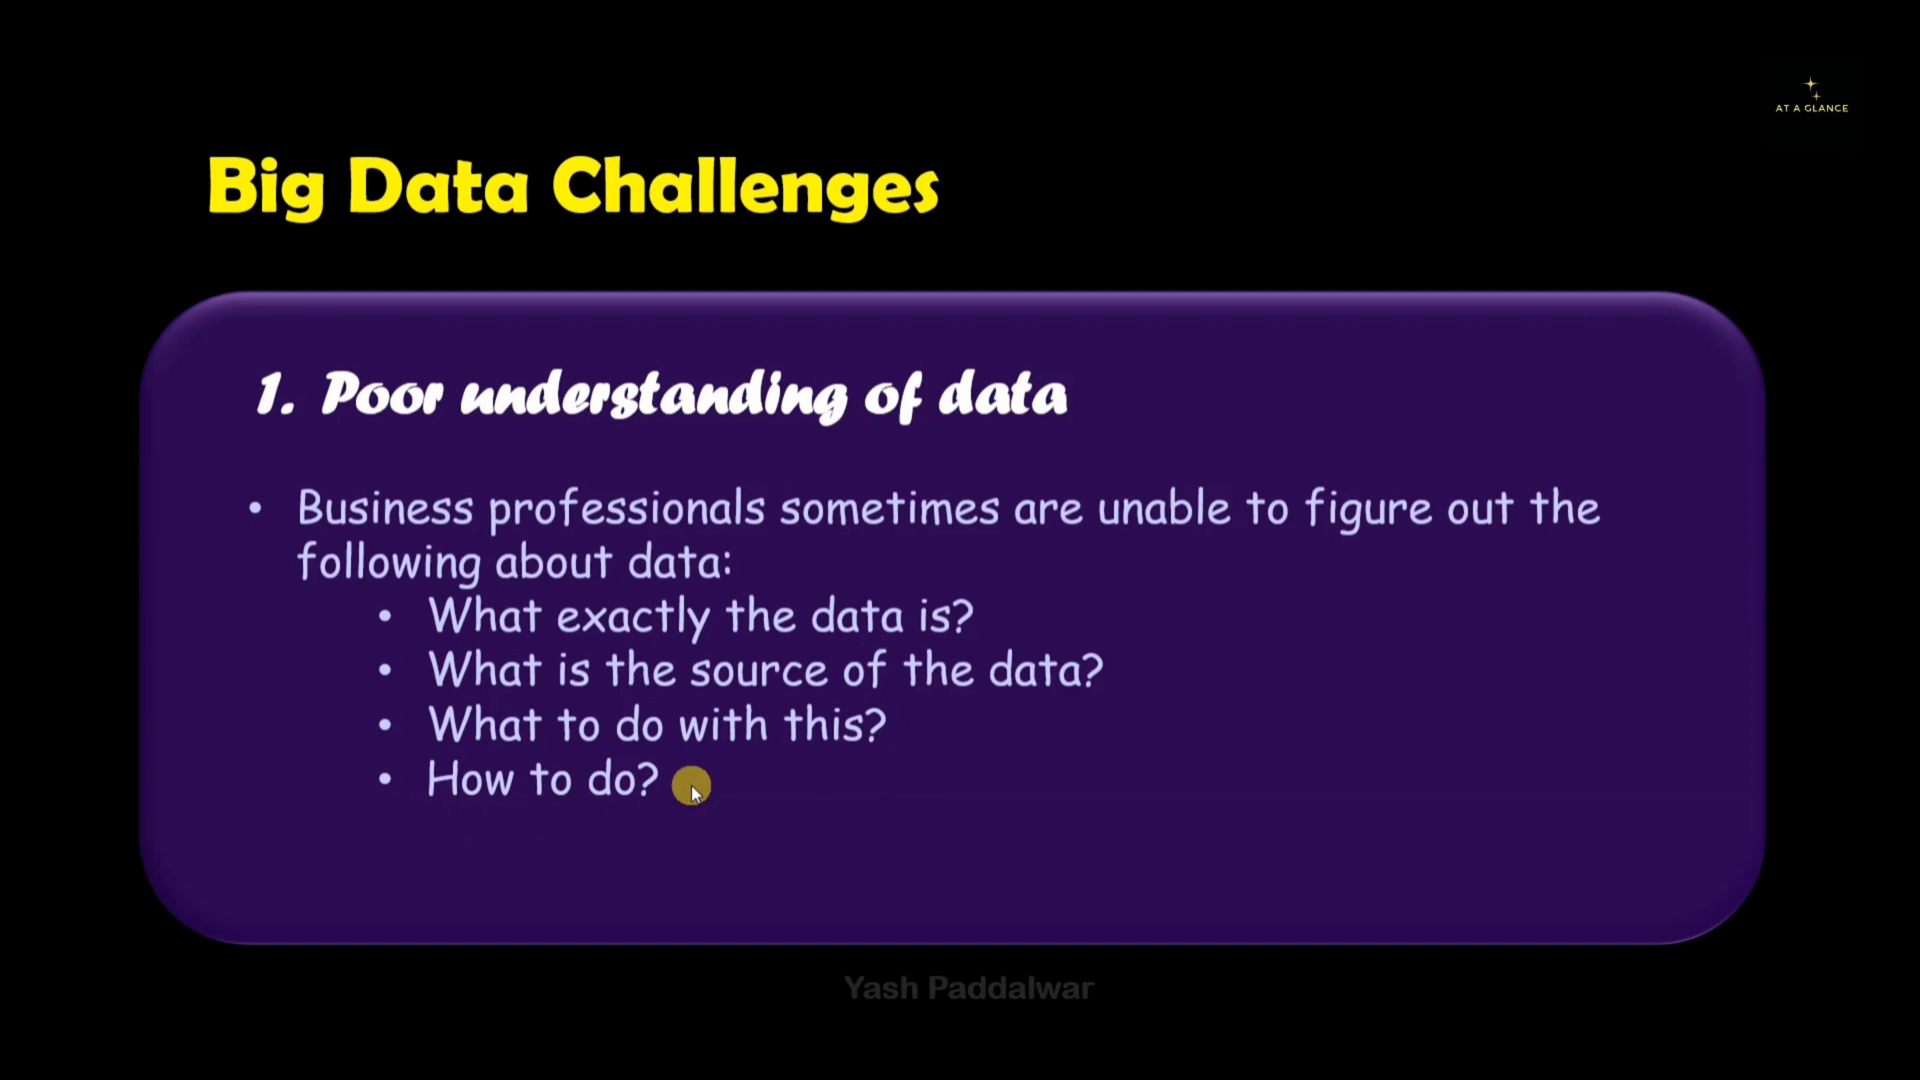 AT A GLANCE
Big Data Challenges
1. Poor understanding of data
• Business professionals sometimes are unable to figure out the
following about data:
• What exactly the data is?
• What is the source of the data?
• What to do with this?
• How to do?
Yash Paddalwar